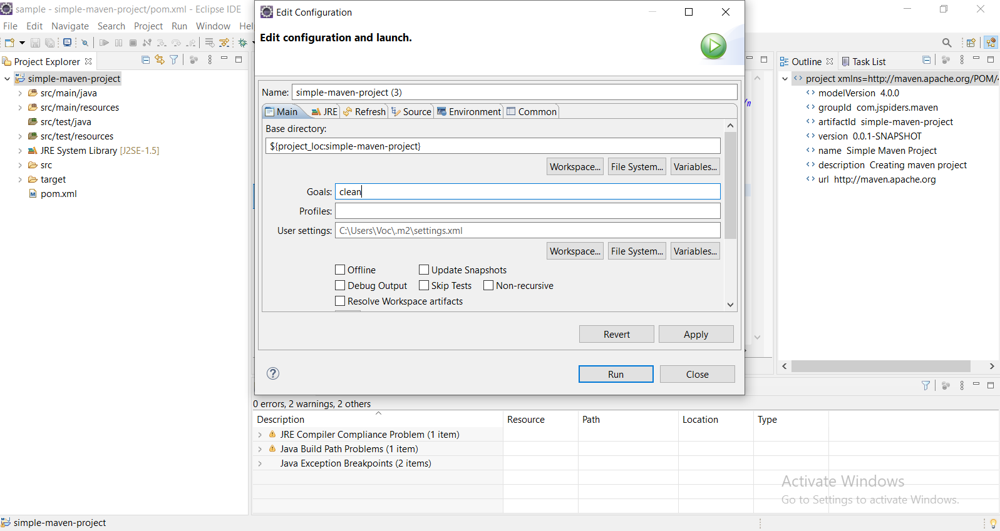 sample - simple-maven-project/pom.xml - Eclipse IDE
File Edit Navigate Search Project Run Window Hel
Project Explorer
simple-maven-project
src/main/java
src/main/resources
src/test/java
src/test/resources
JRE System Library [J2SE-1.5]
src
target
pom.xml
Edit Configuration
Edit configuration and launch.
Name: simple-maven-project (3)
Main JRE Refresh Source Environment Common
Base directory:
${project_loc:simple-maven-project}
Workspace... File System... Variables...
Goals: clean
Profiles:
User settings: C:\Users\Voc\.m2\settings.xml
Workspace... File System... Variables...
Offline Update Snapshots
Debug Output Skip Tests Non-recursive
Resolve Workspace artifacts
Revert Apply
Run Close
/n
Outline Task List
project xmlns=http://maven.apache.org/POM/4
modelVersion 4.0.0
groupId com.jspiders.maven
artifactId simple-maven-project
version 0.0.1-SNAPSHOT
name Simple Maven Project
description Creating maven project
url http://maven.apache.org
0 errors, 2 warnings, 2 others
Description Resource Path Location Type
JRE Compiler Compliance Problem (1 item)
Java Build Path Problems (1 item)
Java Exception Breakpoints (2 items)
Activate Windows
Go to Settings to activate Windows.
simple-maven-project